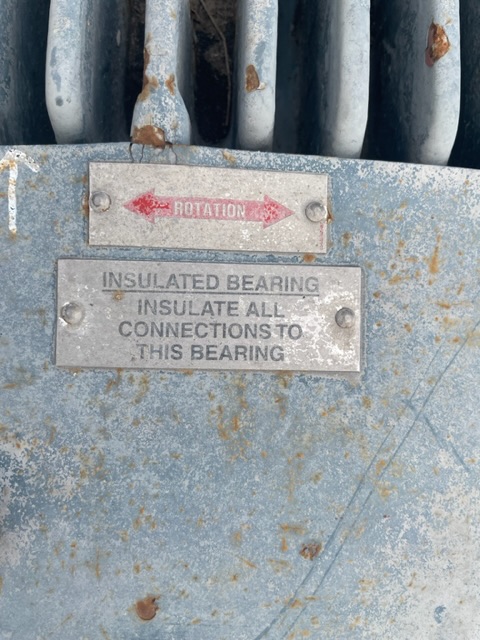 ROTATION
INSULATED BEARING
INSULATE ALL
CONNECTIONS TO
THIS BEARING